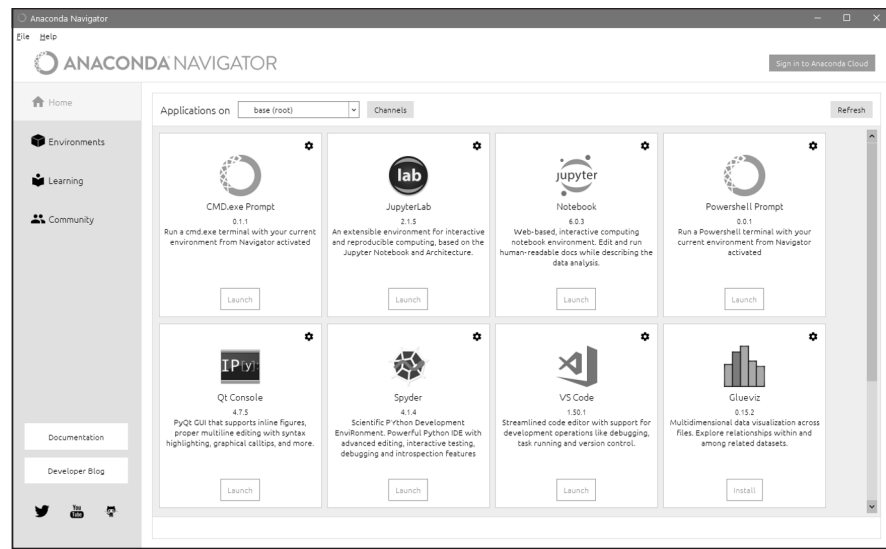 Anaconda Navigator
File Help
ANACONDA NAVIGATOR
Sign in to Anaconda Cloud
Home
Environments
Learning
Community
Documentation
Developer Blog
You
Tube
Applications on base (root) Channels Refresh
CMD.exe Prompt
0.1.1
Run a cmd.exe terminal with your current
environment from Navigator activated
Launch
lab
JupyterLab
2.1.5
An extensible environment for interactive
and reproducible computing, based on the
Jupyter Notebook and Architecture.
Launch
jupyter
Notebook
6.0.3
Web-based, interactive computing
notebook environment. Edit and run
human-readable docs while describing the
data analysis.
Launch
Powershell Prompt
0.0.1
Run a Powershell terminal with your
current environment from Navigator
activated
Launch
IP[y]:
Qt Console
4.7.5
PyQt GUI that supports inline figures,
proper multiline editing with syntax
highlighting, graphical calltips, and more.
Launch
Spyder
4.1.4
Scientific PYthon Development
EnviRonment. Powerful Python IDE with
advanced editing, interactive testing,
debugging and introspection features
Launch
VS Code
1.50.1
Streamlined code editor with support for
development operations like debugging,
task running and version control.
Launch
Glueviz
0.15.2
Multidimensional data visualization across
files. Explore relationships within and
among related datasets.
Install